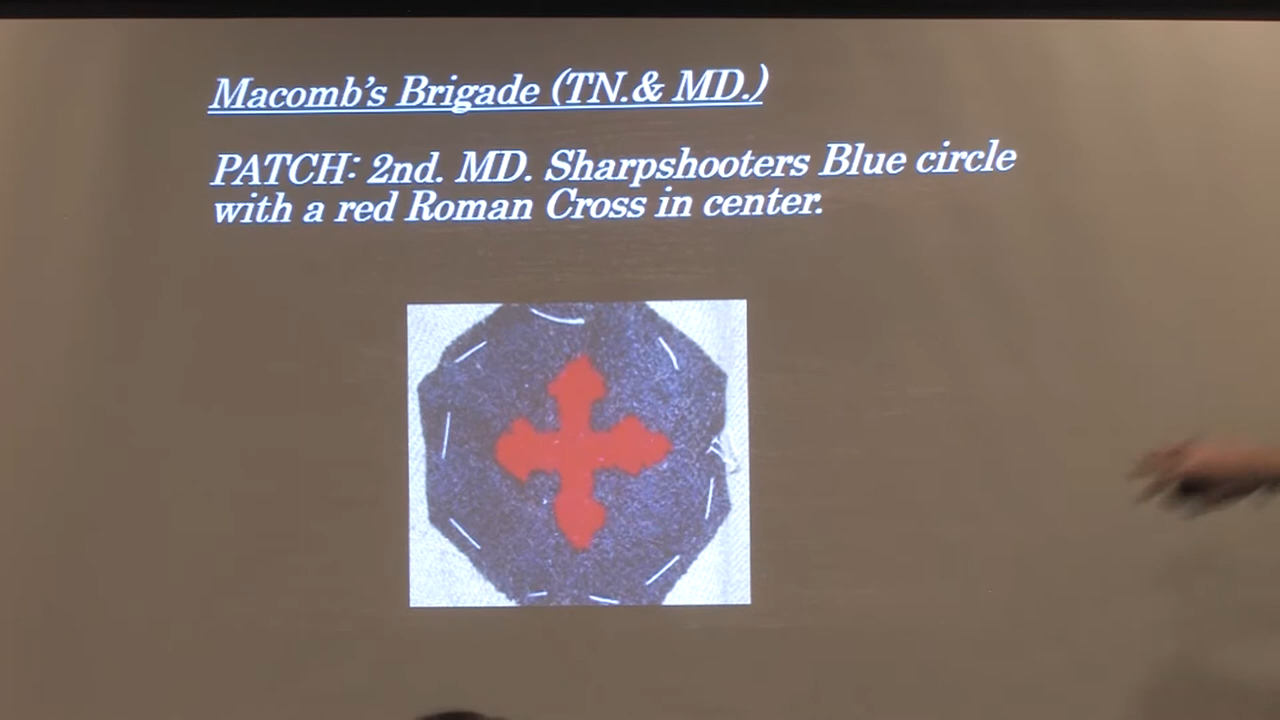 Macomb's Brigade (TN.& MD.)
PATCH: 2nd. MD. Sharpshooters Blue circle
with a red Roman Cross in center.